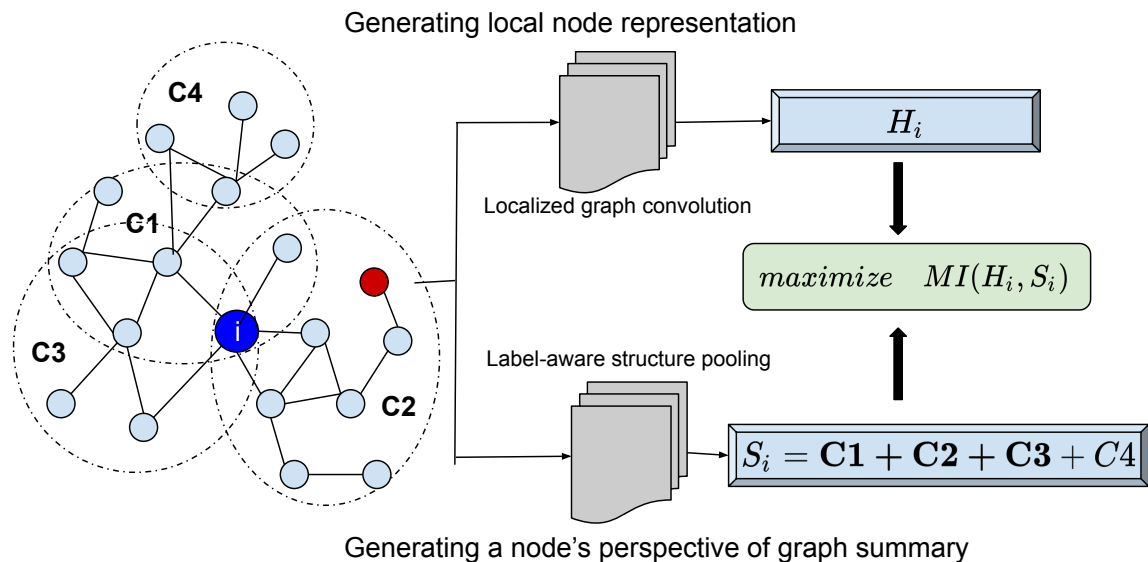 Generating local node representation
C4
C1
C3
i
C2
Localized graph convolution
H_i
maximize MI(H_i, S_i)
Label-aware structure pooling
S_i = C1 + C2 + C3 + C4
Generating a node's perspective of graph summary